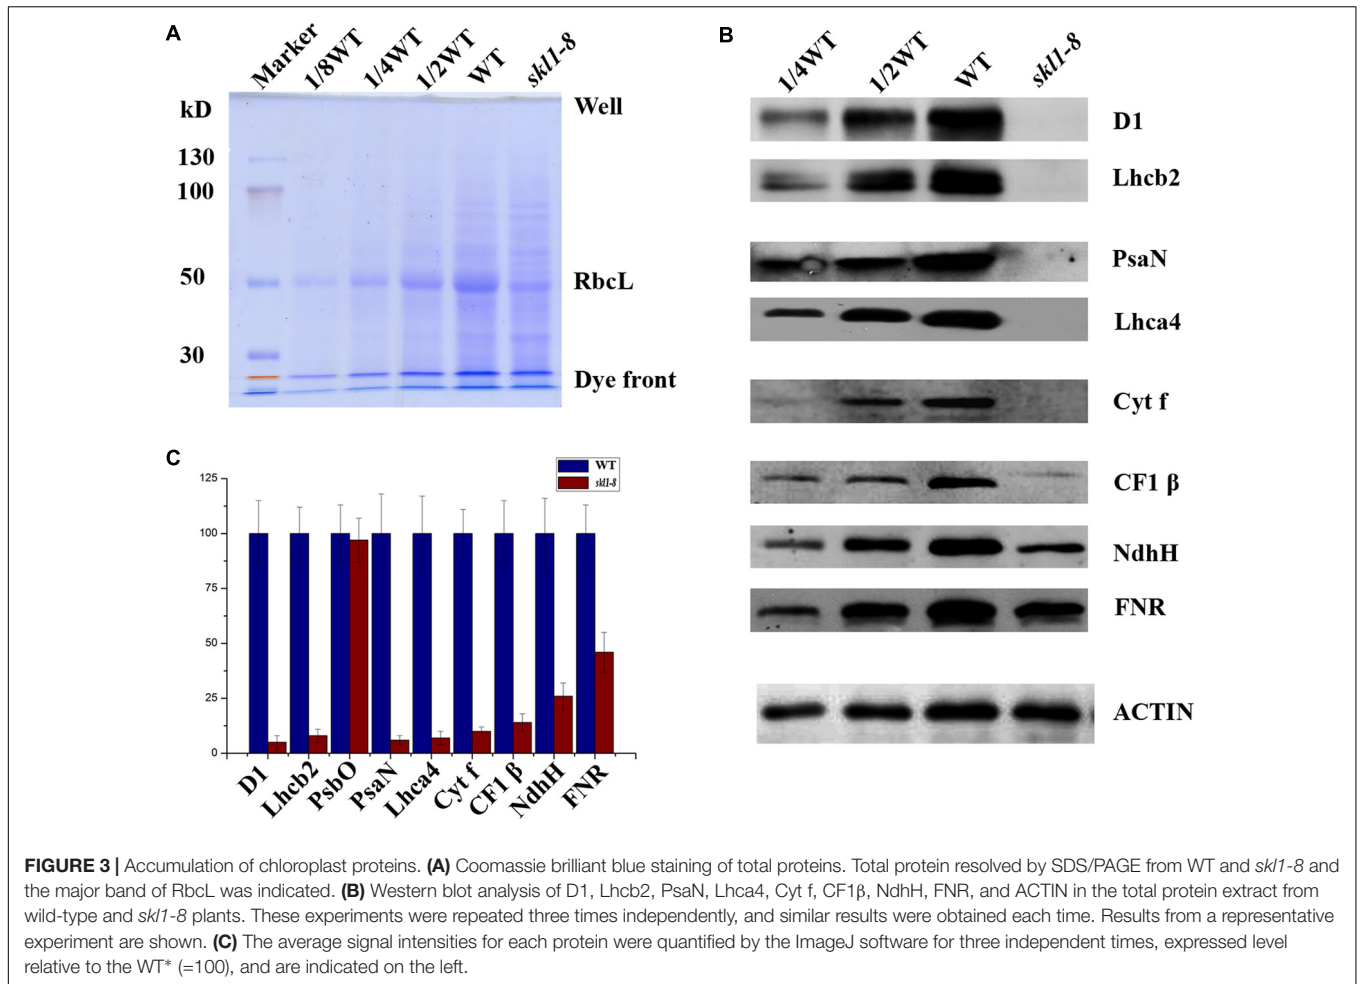 A
Marker 1/8WT 1/4WT 1/2WT WT skl1-8
kD
Well
130
100
50
RbcL
30
Dye front
B
1/4WT 1/2WT WT skl1-8
D1
Lhcb2
PsaN
Lhca4
Cyt f
CF1 β
NdhH
FNR
ACTIN
C
WT
skl1-8
125
100
75
50
25
0
D1 Lhcb2 PsbO PsaN Lhca4 Cyt f CF1 β NdhH FNR
FIGURE 3 | Accumulation of chloroplast proteins. (A) Coomassie brilliant blue staining of total proteins. Total protein resolved by SDS/PAGE from WT and skl1-8 and
the major band of RbcL was indicated. (B) Western blot analysis of D1, Lhcb2, PsaN, Lhca4, Cyt f, CF1β, NdhH, FNR, and ACTIN in the total protein extract from
wild-type and skl1-8 plants. These experiments were repeated three times independently, and similar results were obtained each time. Results from a representative
experiment are shown. (C) The average signal intensities for each protein were quantified by the ImageJ software for three independent times, expressed level
relative to the WT* (=100), and are indicated on the left.